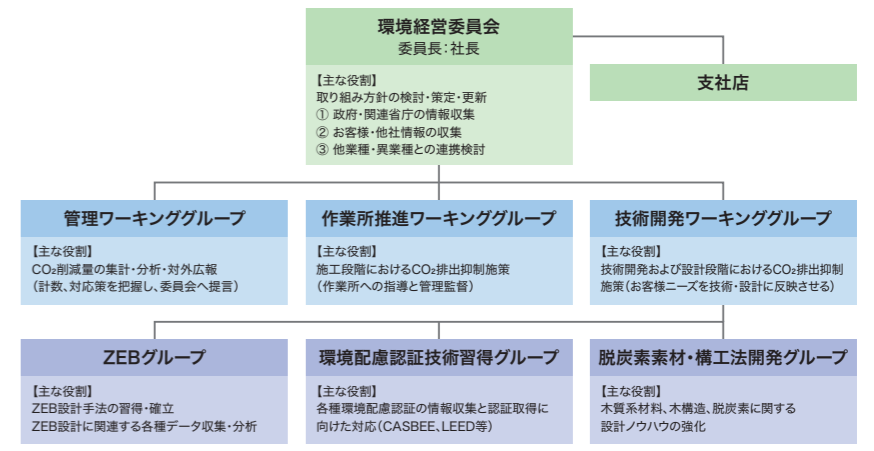 環境経営委員会
委員長：社長
【主な役割】
取り組み方針の検討・策定・更新
① 政府・関連省庁の情報収集
② お客様・他社情報の収集
③ 他業種・異業種との連携検討
支社店
管理ワーキンググループ
【主な役割】
CO₂削減量の集計・分析・対外広報
（計数、対応策を把握し、委員会へ提言）
作業所推進ワーキンググループ
【主な役割】
施工段階におけるCO₂排出抑制施策
（作業所への指導と管理監督）
技術開発ワーキンググループ
【主な役割】
技術開発および設計段階におけるCO₂排出抑制
施策（お客様ニーズを技術・設計に反映させる）
ZEBグループ
【主な役割】
ZEB設計手法の習得・確立
ZEB設計に関連する各種データ収集・分析
環境配慮認証技術習得グループ
【主な役割】
各種環境配慮認証の情報収集と認証取得に
向けた対応（CASBEE、LEED等）
脱炭素素材・構工法開発グループ
【主な役割】
木質系材料、木構造、脱炭素に関する
設計ノウハウの強化